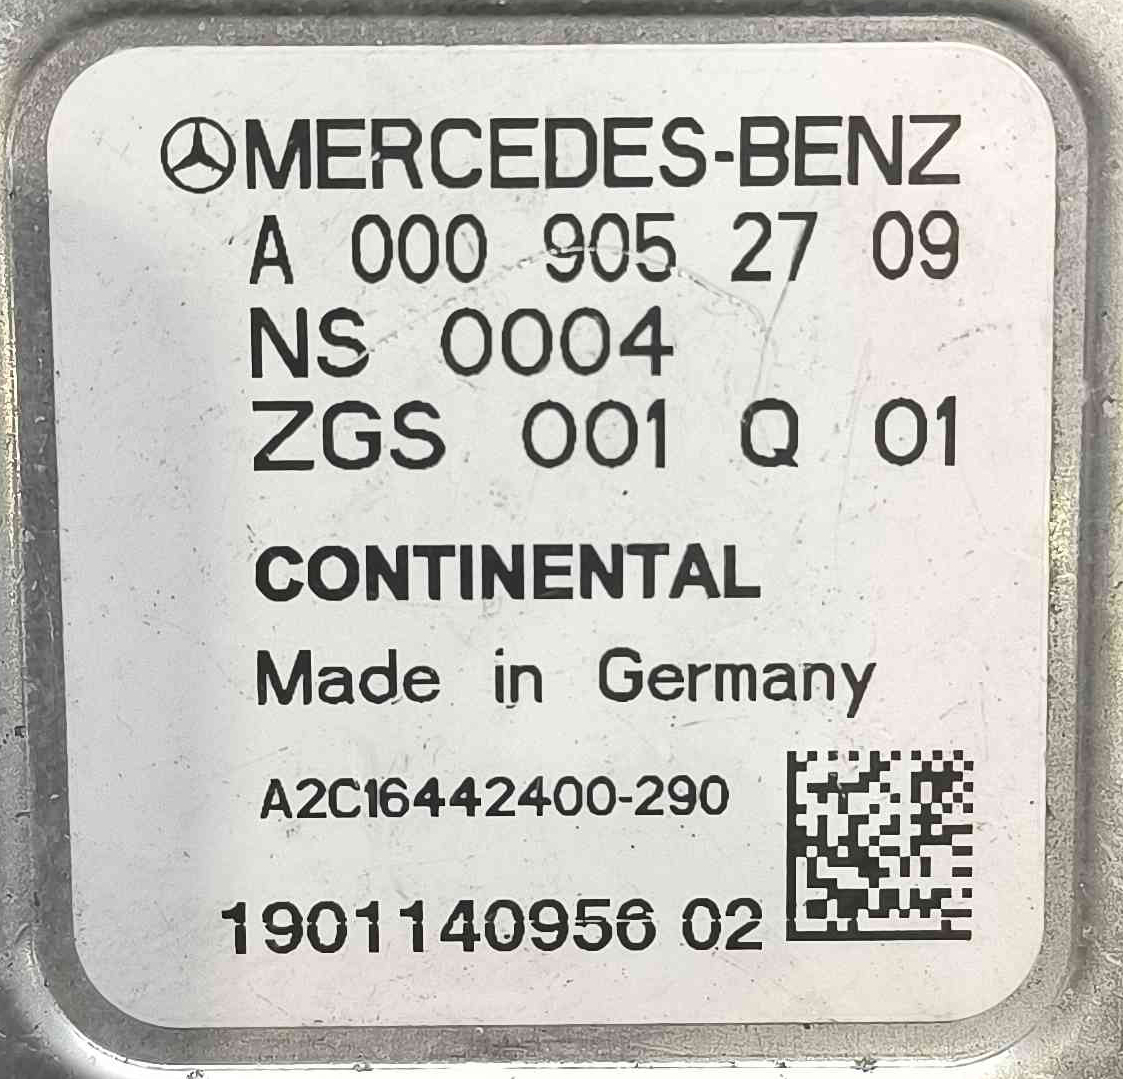 MERCEDES-BENZ
A 000 905 27 09
NS 0004
ZGS 001 Q 01
CONTINENTAL
Made in Germany
A2C16442400-290
1901140956 02